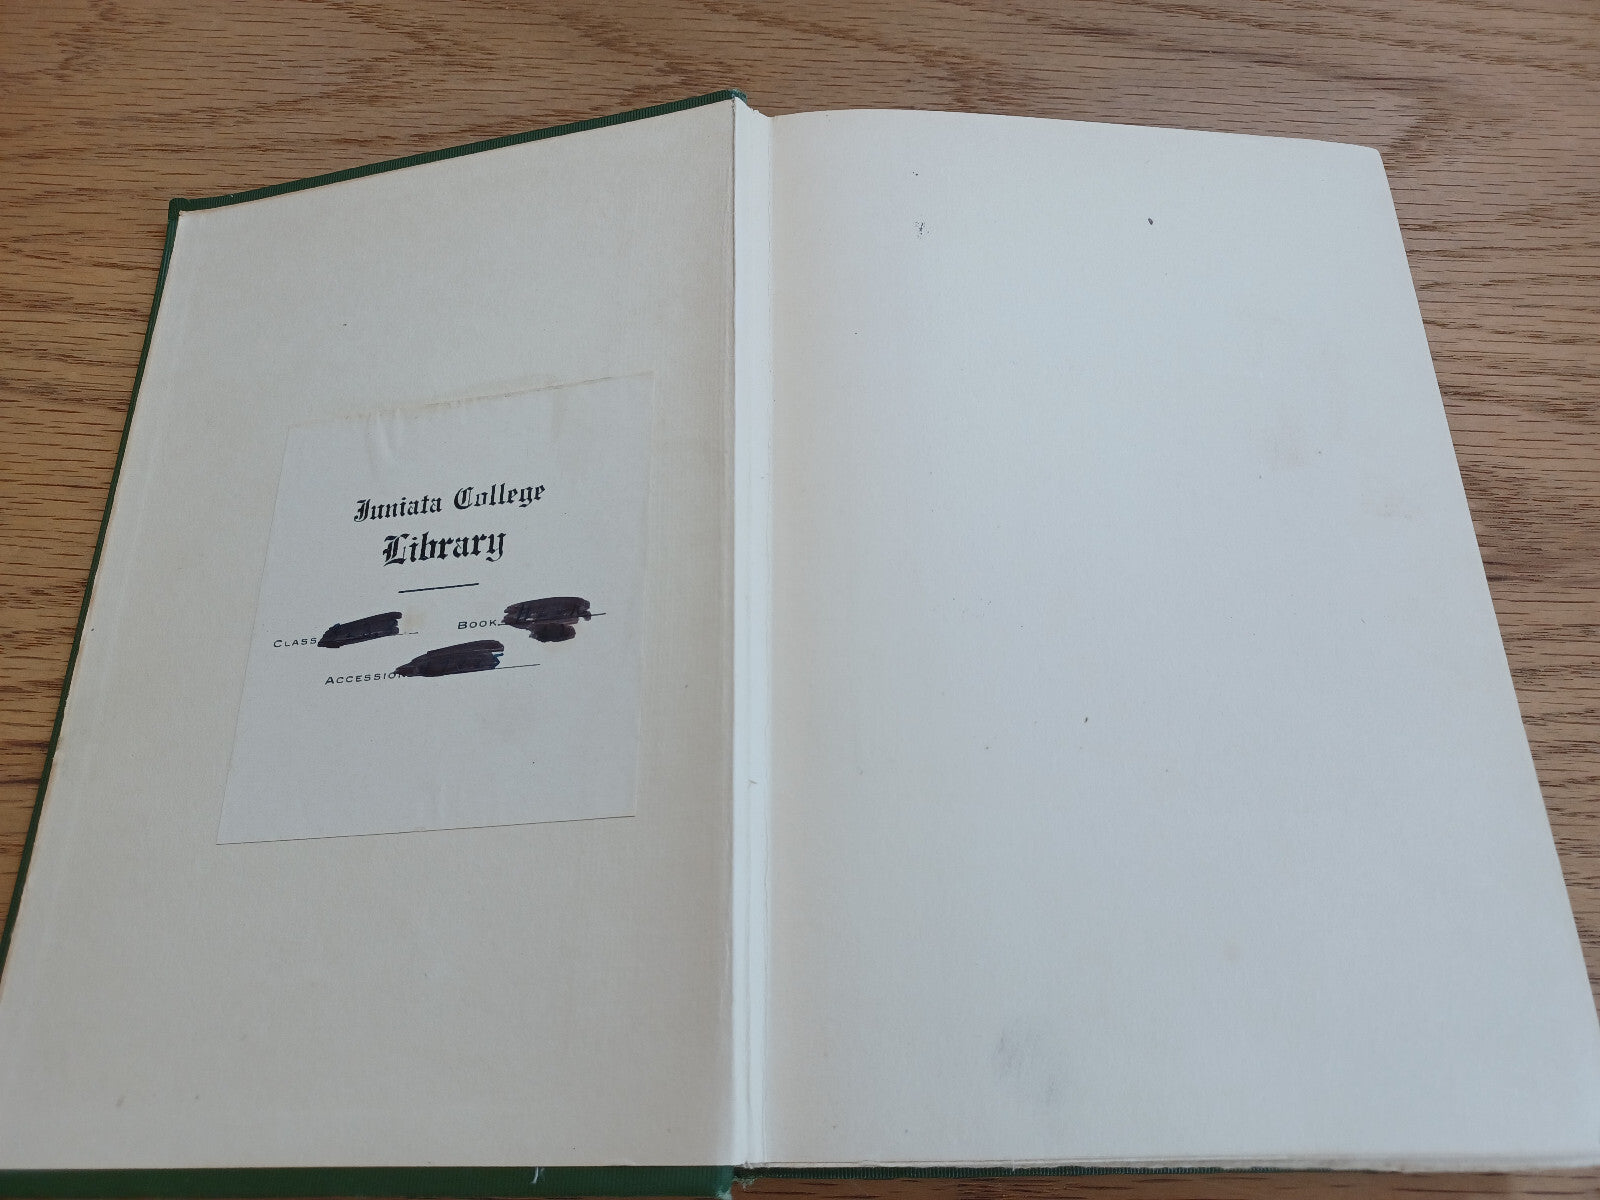 Juniata College
Library
CLASS BOOK
ACCESSION